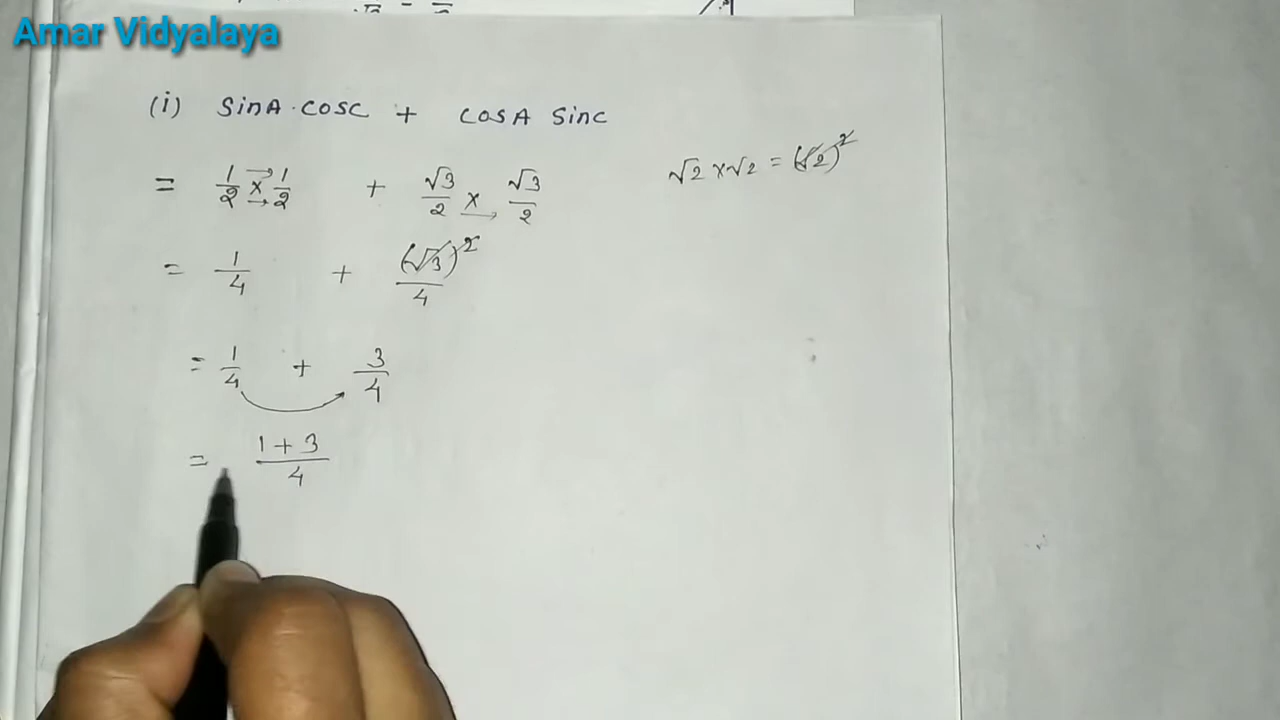 Amar Vidyalaya
(i) SinA · COSC + COSA SinC
= 1/2 × 1/2 + √3/2 × √3/2
√2 × √2 = (√2)²
= 1/4 + (√3)²/4
= 1/4 + 3/4
= 1 + 3/4